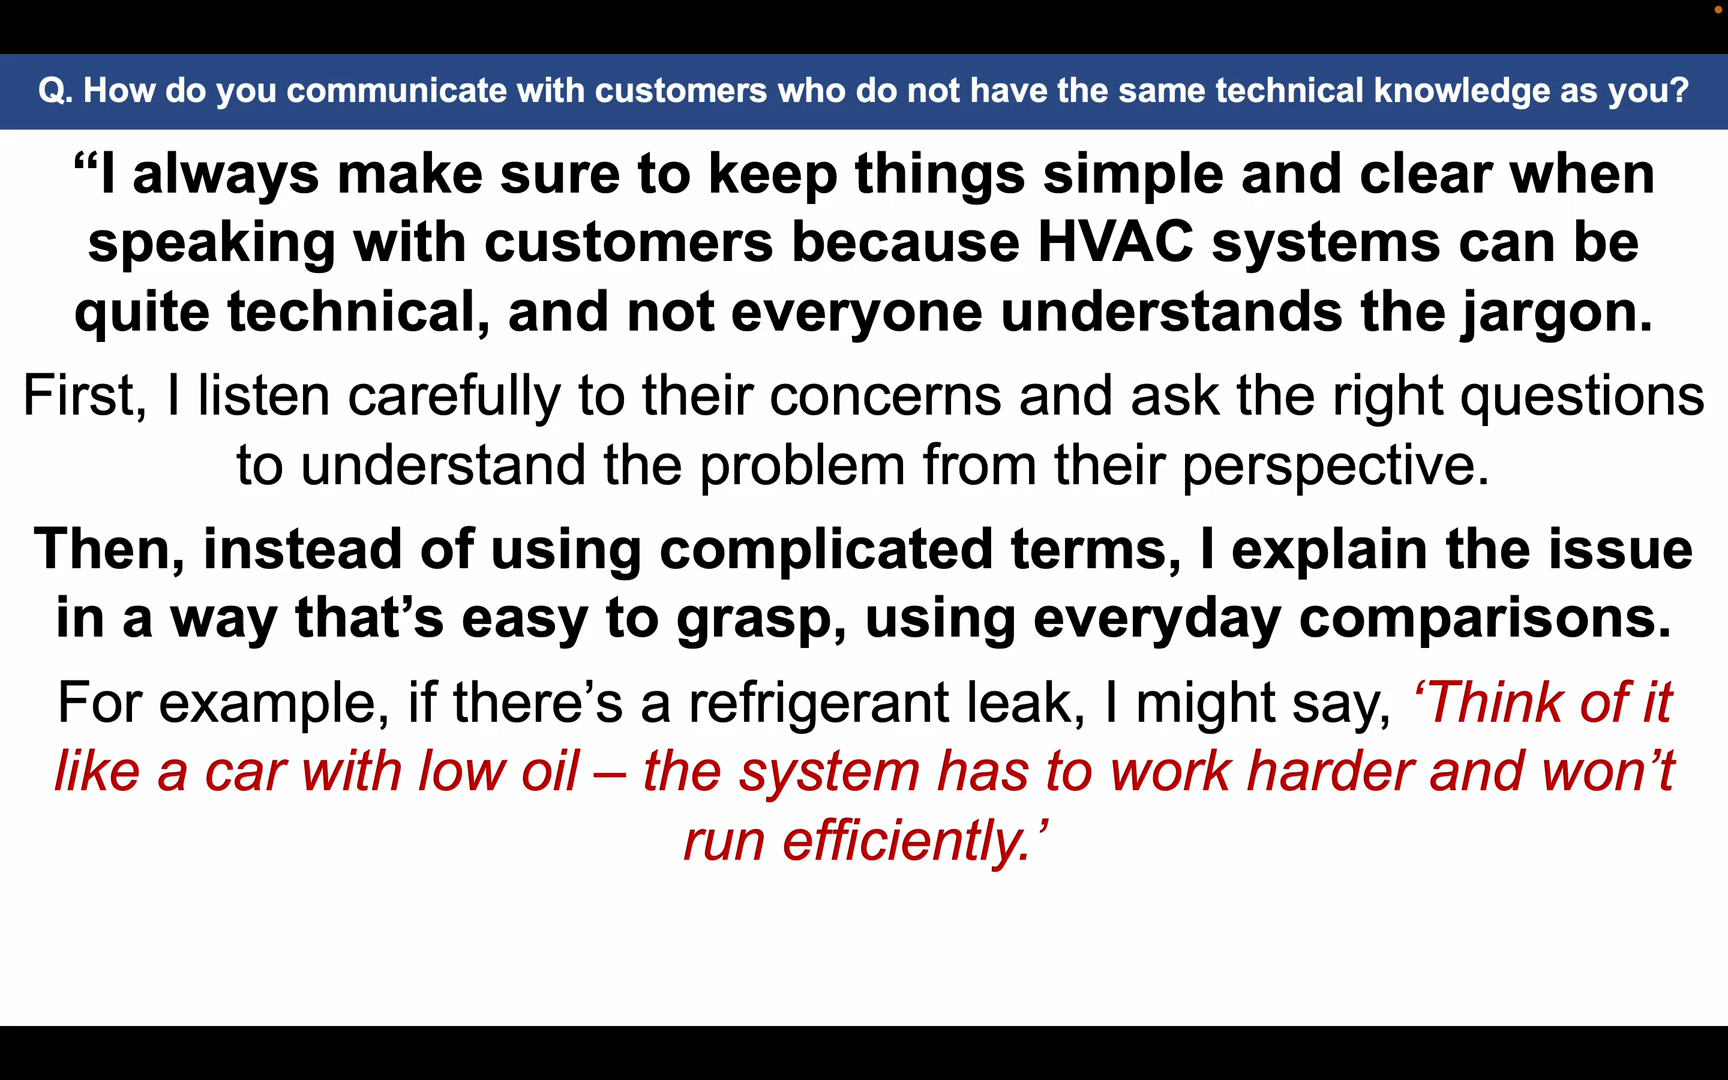 Q. How do you communicate with customers who do not have the same technical knowledge as you?
“I always make sure to keep things simple and clear when
speaking with customers because HVAC systems can be
quite technical, and not everyone understands the jargon.
First, I listen carefully to their concerns and ask the right questions
to understand the problem from their perspective.
Then, instead of using complicated terms, I explain the issue
in a way that’s easy to grasp, using everyday comparisons.
For example, if there’s a refrigerant leak, I might say, ‘Think of it
like a car with low oil – the system has to work harder and won’t
run efficiently.’